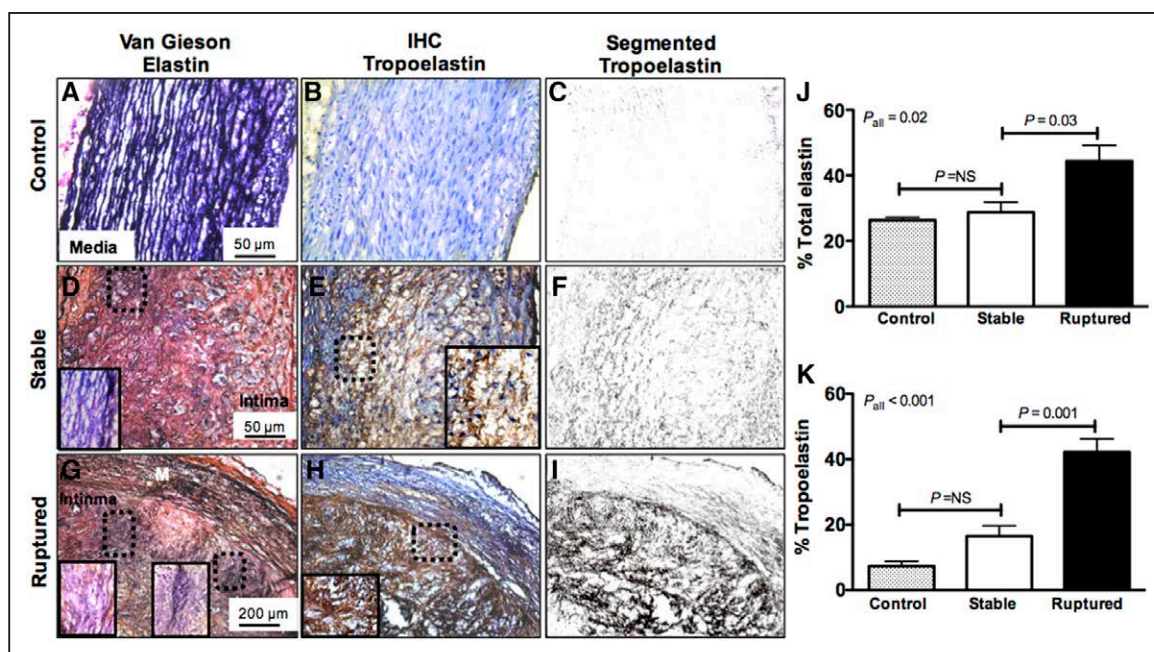 Van Gieson
Elastin
IHC
Tropoelastin
Segmented
Tropoelastin
Control
A
Media
50 µm
B
C
Stable
D
Intima
50 µm
E
F
Ruptured
G
M
Intinma
200 µm
H
I
J
% Total elastin
60
40
20
0
Pall = 0.02
P = 0.03
P =NS
Control Stable Ruptured
K
% Tropoelastin
60
40
20
0
Pall < 0.001
P = 0.001
P =NS
Control Stable Ruptured